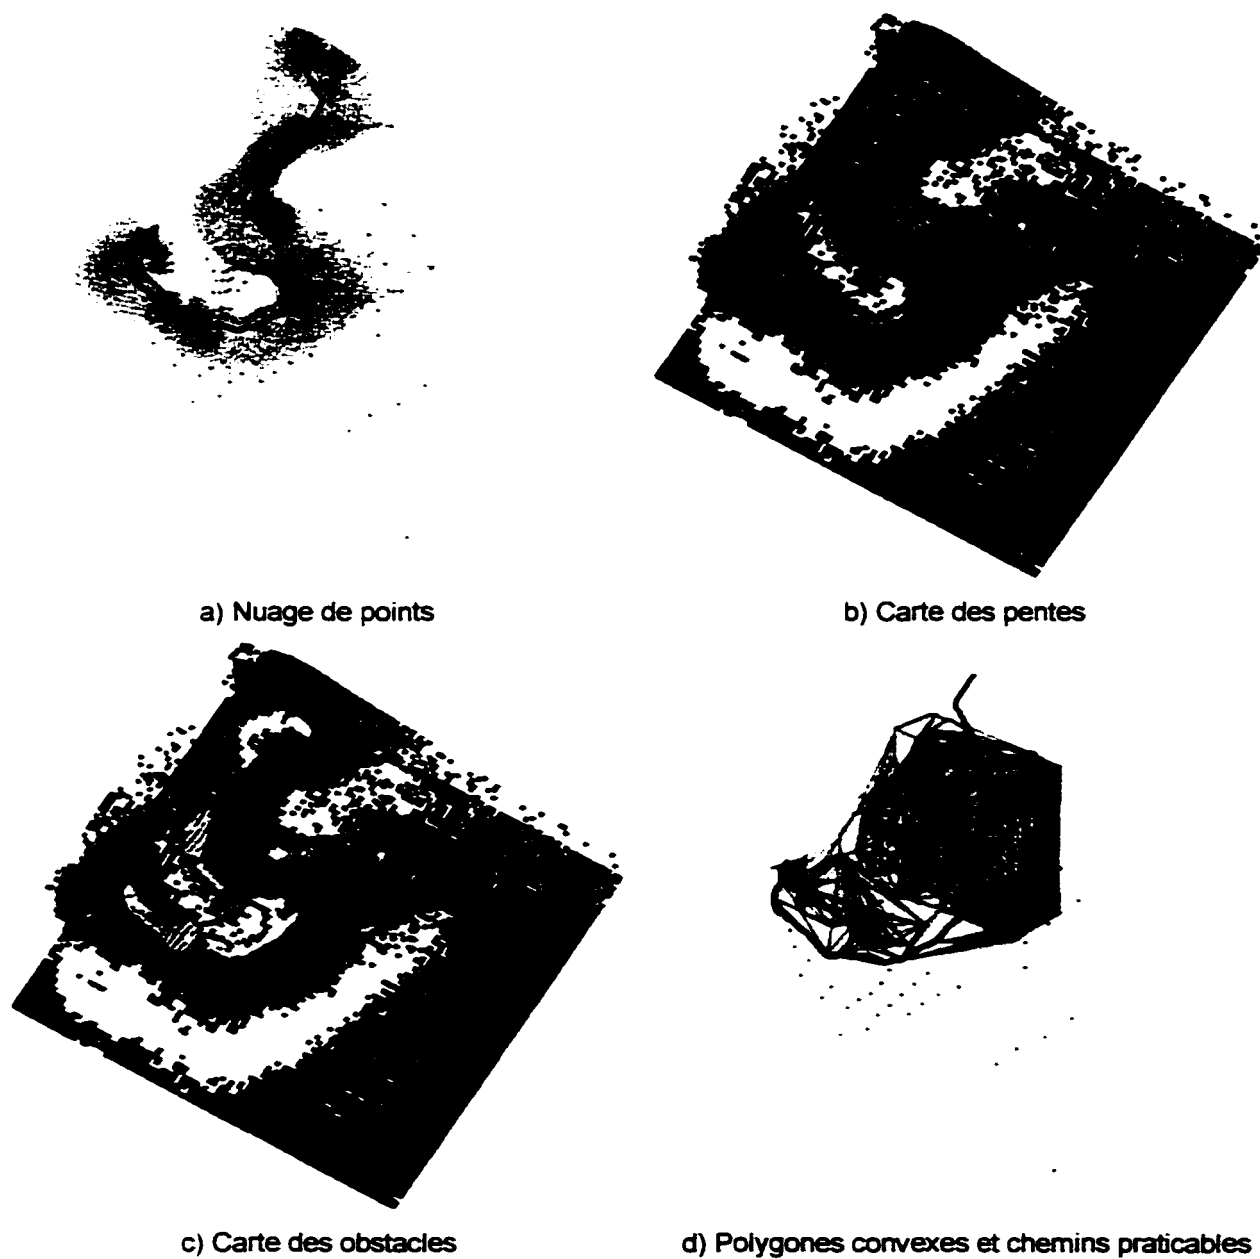 a) Nuage de points
b) Carte des pentes
c) Carte des obstacles
d) Polygones convexes et chemins praticables